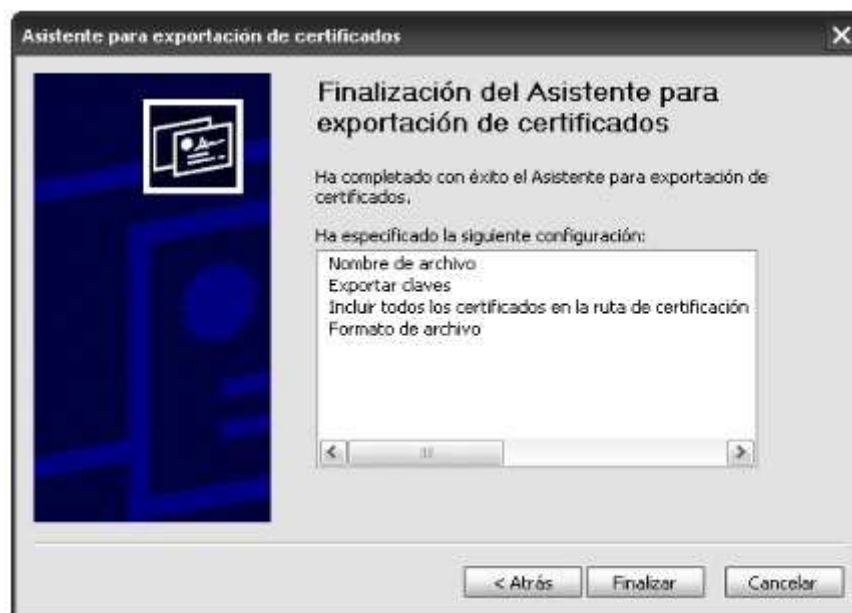 Asistente para exportación de certificados
Finalización del Asistente para
exportación de certificados
Ha completado con éxito el Asistente para exportación de
certificados.
Ha especificado la siguiente configuración:
Nombre de archivo
Exportar claves
Incluir todos los certificados en la ruta de certificación
Formato de archivo
< Atrás
Finalizar
Cancelar